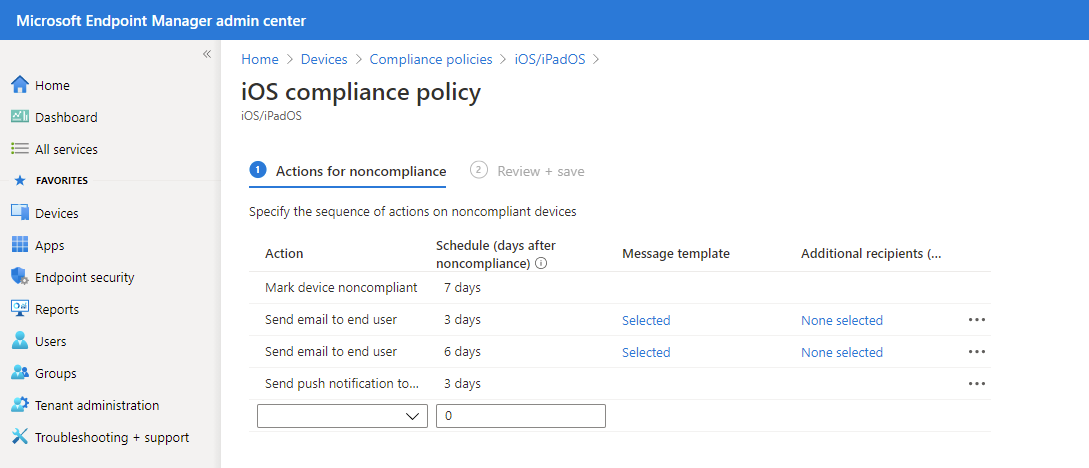 Microsoft Endpoint Manager admin center
«
Home
Dashboard
All services
FAVORITES
Devices
Apps
Endpoint security
Reports
Users
Groups
Tenant administration
Troubleshooting + support
Home > Devices > Compliance policies > iOS/iPadOS >
iOS compliance policy
iOS/iPadOS
1 Actions for noncompliance 2 Review + save
Specify the sequence of actions on noncompliant devices
Action Schedule (days after noncompliance) Message template Additional recipients (...
Mark device noncompliant 7 days
Send email to end user 3 days Selected None selected ...
Send email to end user 6 days Selected None selected ...
Send push notification to... 3 days ...
0